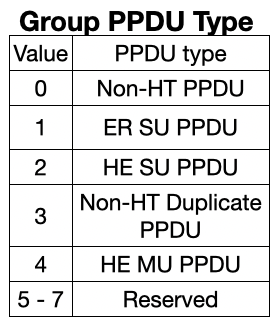 Group PPDU Type
Value PPDU type
0 Non-HT PPDU
1 ER SU PPDU
2 HE SU PPDU
3 Non-HT Duplicate
PPDU
4 HE MU PPDU
5 - 7 Reserved